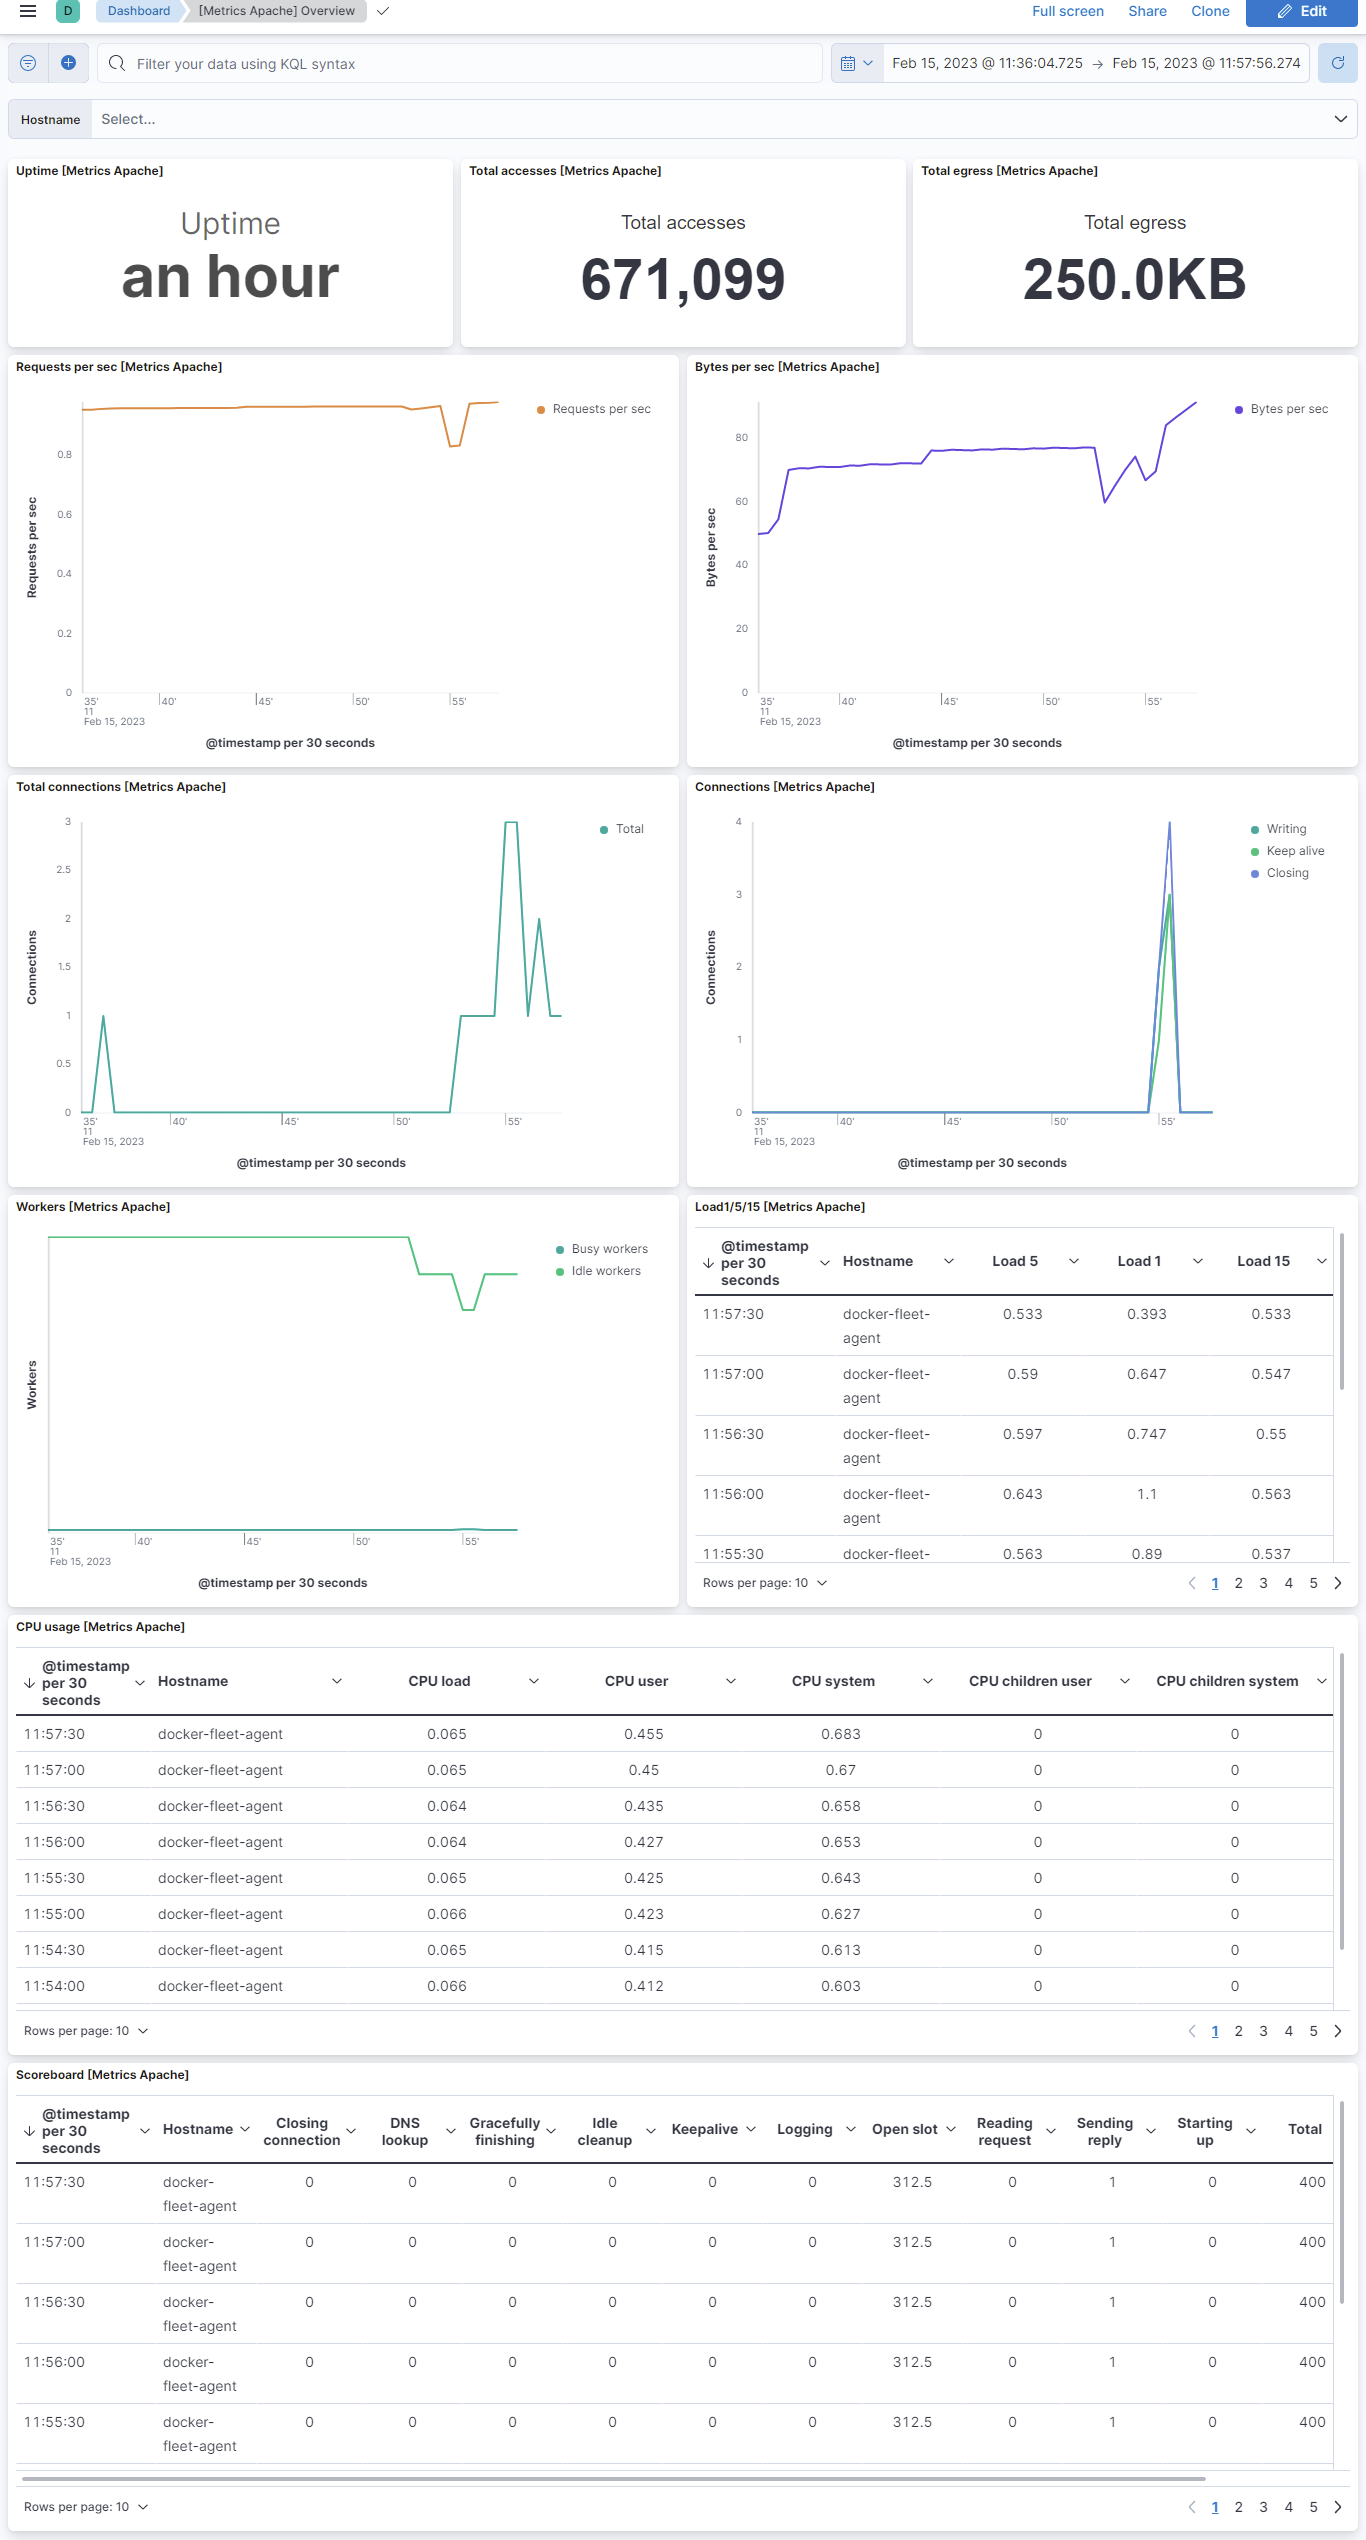 D Dashboard [Metrics Apache] Overview Full screen Share Clone Edit
Filter your data using KQL syntax Feb 15, 2023 @ 11:36:04.725 → Feb 15, 2023 @ 11:57:56.274
Hostname Select...
Uptime [Metrics Apache]
Uptime
an hour
Total accesses [Metrics Apache]
Total accesses
671,099
Total egress [Metrics Apache]
Total egress
250.0KB
Requests per sec [Metrics Apache]
Requests per sec
Requests per sec
0.8
0.6
0.4
0.2
0
35' 40' 45' 50' 55'
11
Feb 15, 2023
@timestamp per 30 seconds
Bytes per sec [Metrics Apache]
Bytes per sec
Bytes per sec
80
60
40
20
0
35' 40' 45' 50' 55'
11
Feb 15, 2023
@timestamp per 30 seconds
Total connections [Metrics Apache]
Total
Connections
3
2.5
2
1.5
1
0.5
0
35' 40' 45' 50' 55'
11
Feb 15, 2023
@timestamp per 30 seconds
Connections [Metrics Apache]
Writing
Keep alive
Closing
Connections
4
3
2
1
0
35' 40' 45' 50' 55'
11
Feb 15, 2023
@timestamp per 30 seconds
Workers [Metrics Apache]
Busy workers
Idle workers
Workers
35' 40' 45' 50' 55'
11
Feb 15, 2023
@timestamp per 30 seconds
Load1/5/15 [Metrics Apache]
@timestamp per 30 seconds Hostname Load 5 Load 1 Load 15
11:57:30 docker-fleet-agent 0.533 0.393 0.533
11:57:00 docker-fleet-agent 0.59 0.647 0.547
11:56:30 docker-fleet-agent 0.597 0.747 0.55
11:56:00 docker-fleet-agent 0.643 1.1 0.563
11:55:30 docker-fleet- 0.563 0.89 0.537
Rows per page: 10 1 2 3 4 5
CPU usage [Metrics Apache]
@timestamp per 30 seconds Hostname CPU load CPU user CPU system CPU children user CPU children system
11:57:30 docker-fleet-agent 0.065 0.455 0.683 0 0
11:57:00 docker-fleet-agent 0.065 0.45 0.67 0 0
11:56:30 docker-fleet-agent 0.064 0.435 0.658 0 0
11:56:00 docker-fleet-agent 0.064 0.427 0.653 0 0
11:55:30 docker-fleet-agent 0.065 0.425 0.643 0 0
11:55:00 docker-fleet-agent 0.066 0.423 0.627 0 0
11:54:30 docker-fleet-agent 0.065 0.415 0.613 0 0
11:54:00 docker-fleet-agent 0.066 0.412 0.603 0 0
Rows per page: 10 1 2 3 4 5
Scoreboard [Metrics Apache]
@timestamp per 30 seconds Hostname Closing connection DNS lookup Gracefully finishing Idle cleanup Keepalive Logging Open slot Reading request Sending reply Starting up Total
11:57:30 docker-fleet-agent 0 0 0 0 0 0 312.5 0 1 0 400
11:57:00 docker-fleet-agent 0 0 0 0 0 0 312.5 0 1 0 400
11:56:30 docker-fleet-agent 0 0 0 0 0 0 312.5 0 1 0 400
11:56:00 docker-fleet-agent 0 0 0 0 0 0 312.5 0 1 0 400
11:55:30 docker-fleet-agent 0 0 0 0 0 0 312.5 0 1 0 400
Rows per page: 10 1 2 3 4 5